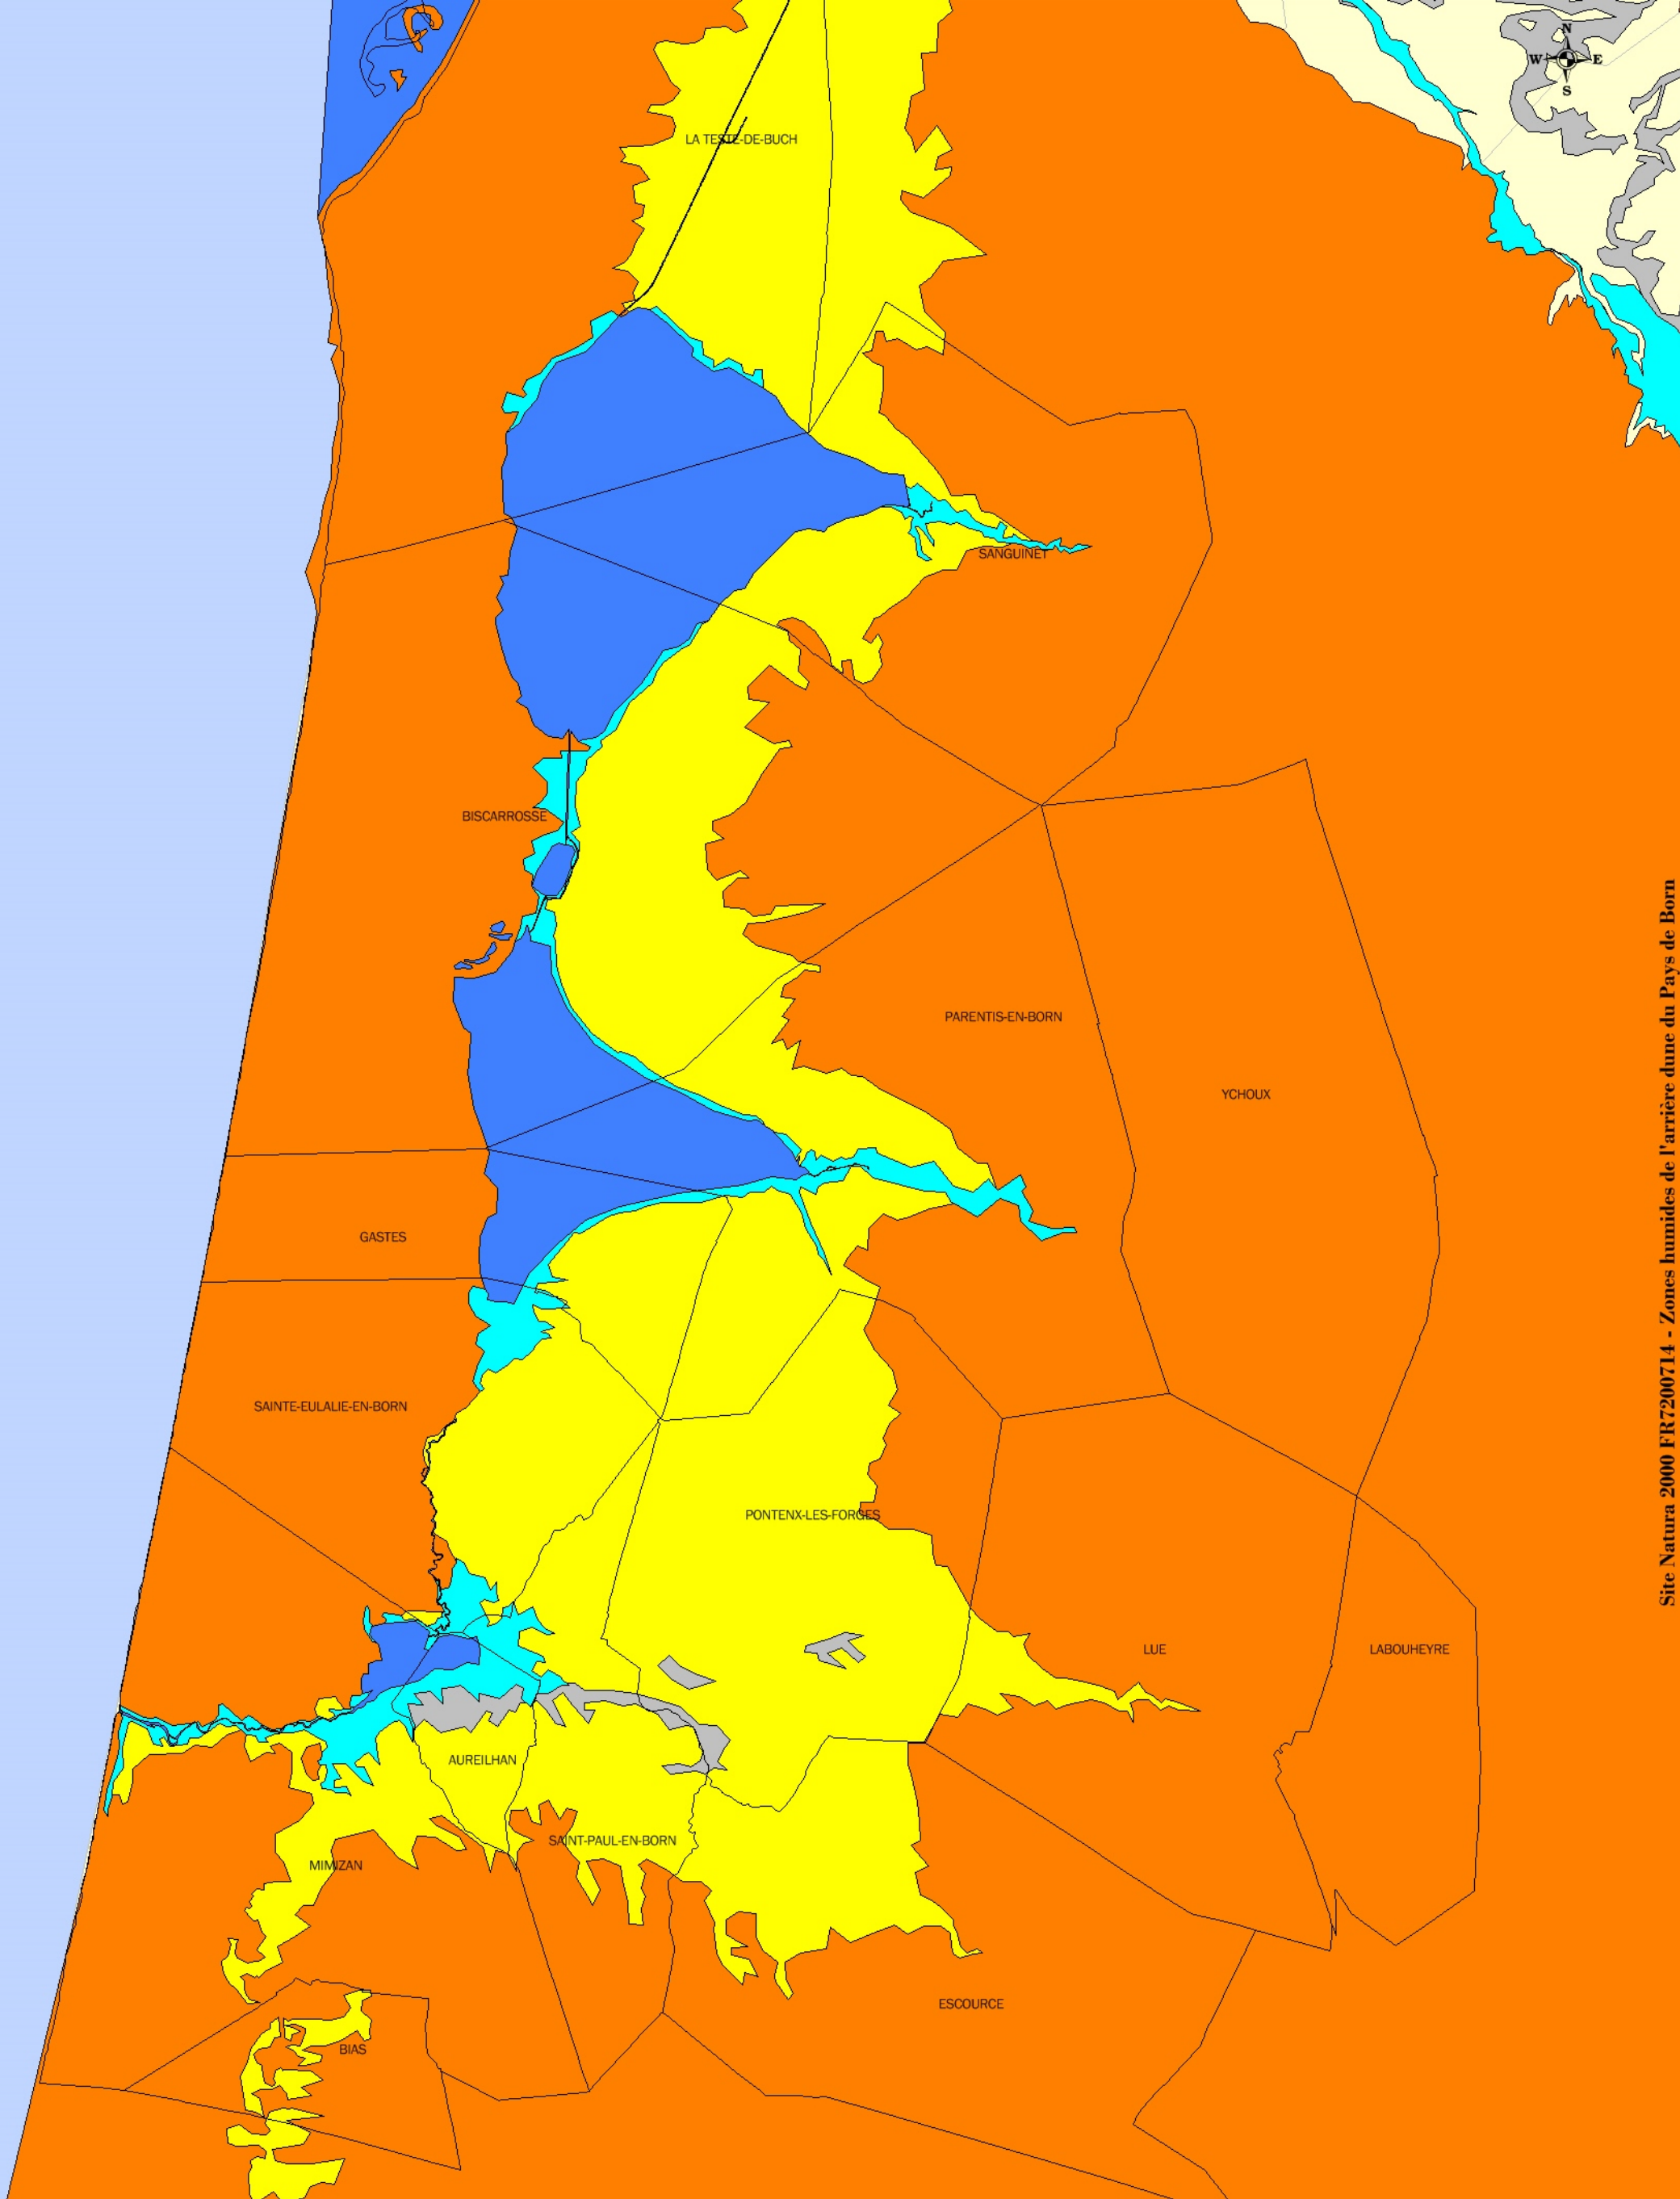 N
W E
S
LA TESTE-DE-BUCH
SANGUINET
BISCARROSSE
PARENTIS-EN-BORN
YCHOUX
GASTES
SAINTE-EULALIE-EN-BORN
PONTENX-LES-FORGES
LUE
LABOUHEYRE
AUREILHAN
SAINT-PAUL-EN-BORN
MIMIZAN
ESCOURCE
BIAS
Site Natura 2000 FR7200714 - Zones humides de l'arrière dune du Pays de Born